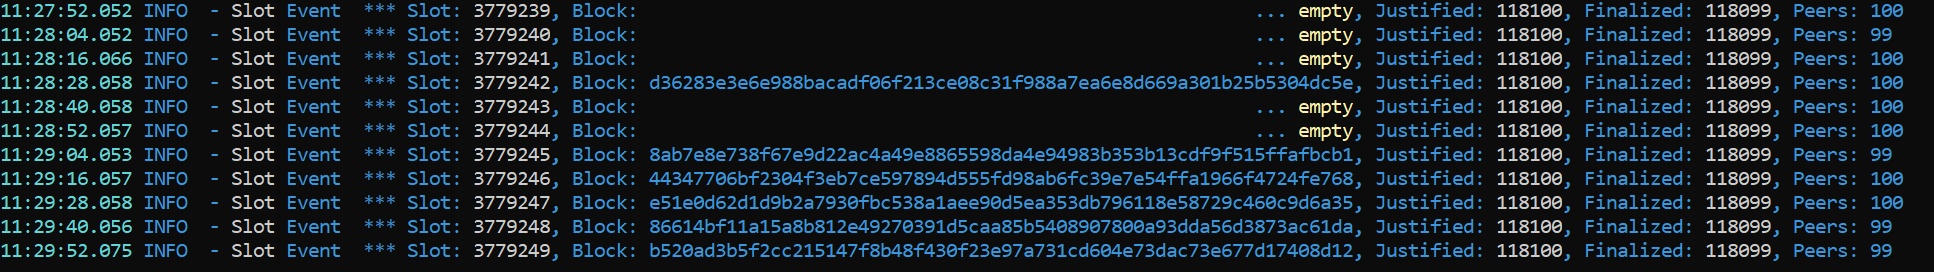 11:27:52.052 INFO  - Slot Event  *** Slot: 3779239, Block:                                                         ... empty, Justified: 118100, Finalized: 118099, Peers: 100
11:28:04.052 INFO  - Slot Event  *** Slot: 3779240, Block:                                                         ... empty, Justified: 118100, Finalized: 118099, Peers: 99
11:28:16.066 INFO  - Slot Event  *** Slot: 3779241, Block:                                                         ... empty, Justified: 118100, Finalized: 118099, Peers: 100
11:28:28.058 INFO  - Slot Event  *** Slot: 3779242, Block: d36283e3e6e988bacadf06f213ce08c31f988a7ea6e8d669a301b25b5304dc5e, Justified: 118100, Finalized: 118099, Peers: 100
11:28:40.058 INFO  - Slot Event  *** Slot: 3779243, Block:                                                         ... empty, Justified: 118100, Finalized: 118099, Peers: 100
11:28:52.057 INFO  - Slot Event  *** Slot: 3779244, Block:                                                         ... empty, Justified: 118100, Finalized: 118099, Peers: 100
11:29:04.053 INFO  - Slot Event  *** Slot: 3779245, Block: 8ab7e8e738f67e9d22ac4a49e8865598da4e94983b353b13cdf9f515ffafbcb1, Justified: 118100, Finalized: 118099, Peers: 99
11:29:16.057 INFO  - Slot Event  *** Slot: 3779246, Block: 44347706bf2304f3eb7ce597894d555fd98ab6fc39e7e54ffa1966f4724fe768, Justified: 118100, Finalized: 118099, Peers: 100
11:29:28.058 INFO  - Slot Event  *** Slot: 3779247, Block: e51e0d62d1d9b2a7930fbc538a1aee90d5ea353db796118e58729c460c9d6a35, Justified: 118100, Finalized: 118099, Peers: 100
11:29:40.056 INFO  - Slot Event  *** Slot: 3779248, Block: 86614bf11a15a8b812e49270391d5caa85b5408907800a93dda56d3873ac61da, Justified: 118100, Finalized: 118099, Peers: 99
11:29:52.075 INFO  - Slot Event  *** Slot: 3779249, Block: b520ad3b5f2cc215147f8b48f430f23e97a731cd604e73dac73e677d17408d12, Justified: 118100, Finalized: 118099, Peers: 99